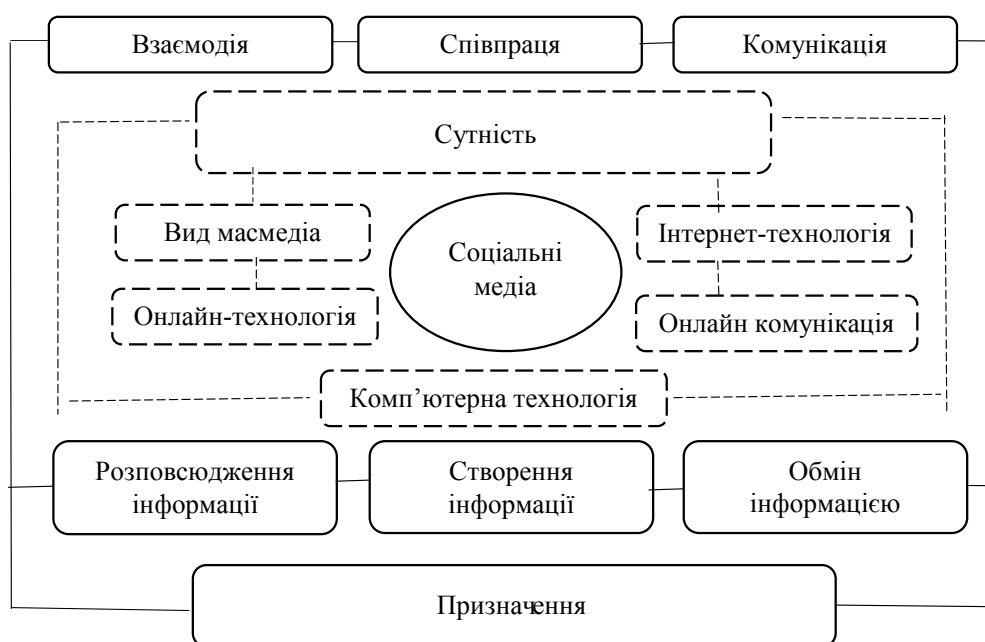 Взаємодія
Співпраця
Комунікація
Сутність
Вид масмедіа
Інтернет-технологія
Соціальні
медіа
Онлайн-технологія
Онлайн комунікація
Комп’ютерна технологія
Розповсюдження
інформації
Створення
інформації
Обмін
інформацією
Призначення